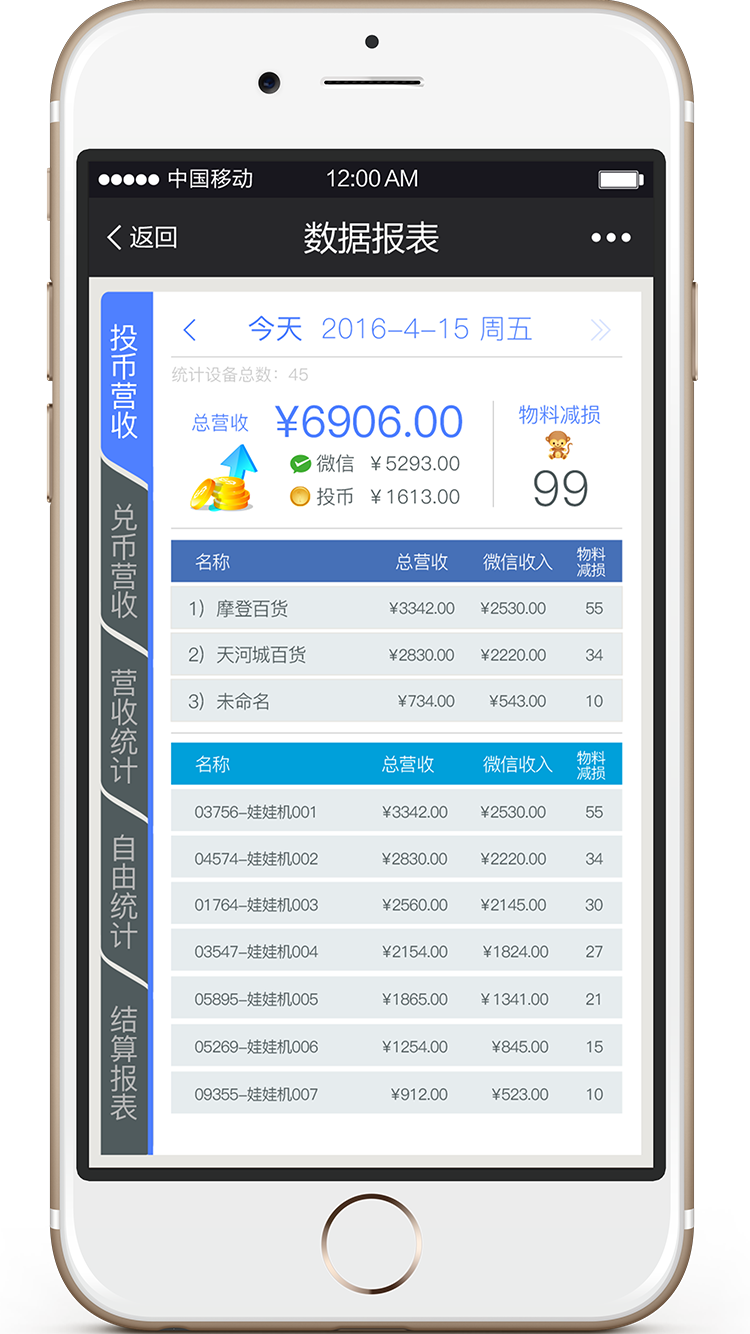 中国移动 12:00 AM
返回 数据报表
投币营收
兑币营收
营收统计
自由统计
结算报表
今天 2016-4-15 周五
统计设备总数：45
总营收 ¥6906.00
微信 ¥5293.00
投币 ¥1613.00
物料减损
99
名称 总营收 微信收入 物料减损
1）摩登百货 ¥3342.00 ¥2530.00 55
2）天河城百货 ¥2830.00 ¥2220.00 34
3）未命名 ¥734.00 ¥543.00 10
名称 总营收 微信收入 物料减损
03756-娃娃机001 ¥3342.00 ¥2530.00 55
04574-娃娃机002 ¥2830.00 ¥2220.00 34
01764-娃娃机003 ¥2560.00 ¥2145.00 30
03547-娃娃机004 ¥2154.00 ¥1824.00 27
05895-娃娃机005 ¥1865.00 ¥1341.00 21
05269-娃娃机006 ¥1254.00 ¥845.00 15
09355-娃娃机007 ¥912.00 ¥523.00 10